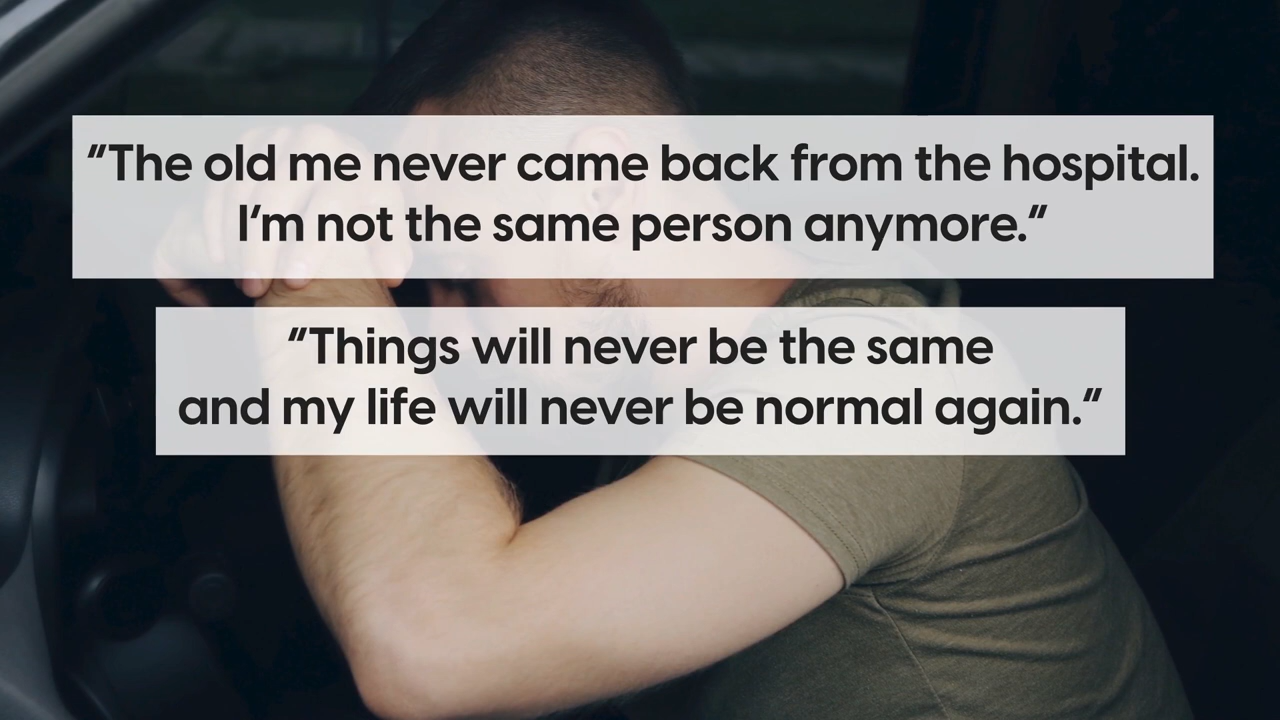 “The old me never came back from the hospital.
I’m not the same person anymore.“
“Things will never be the same
and my life will never be normal again.“